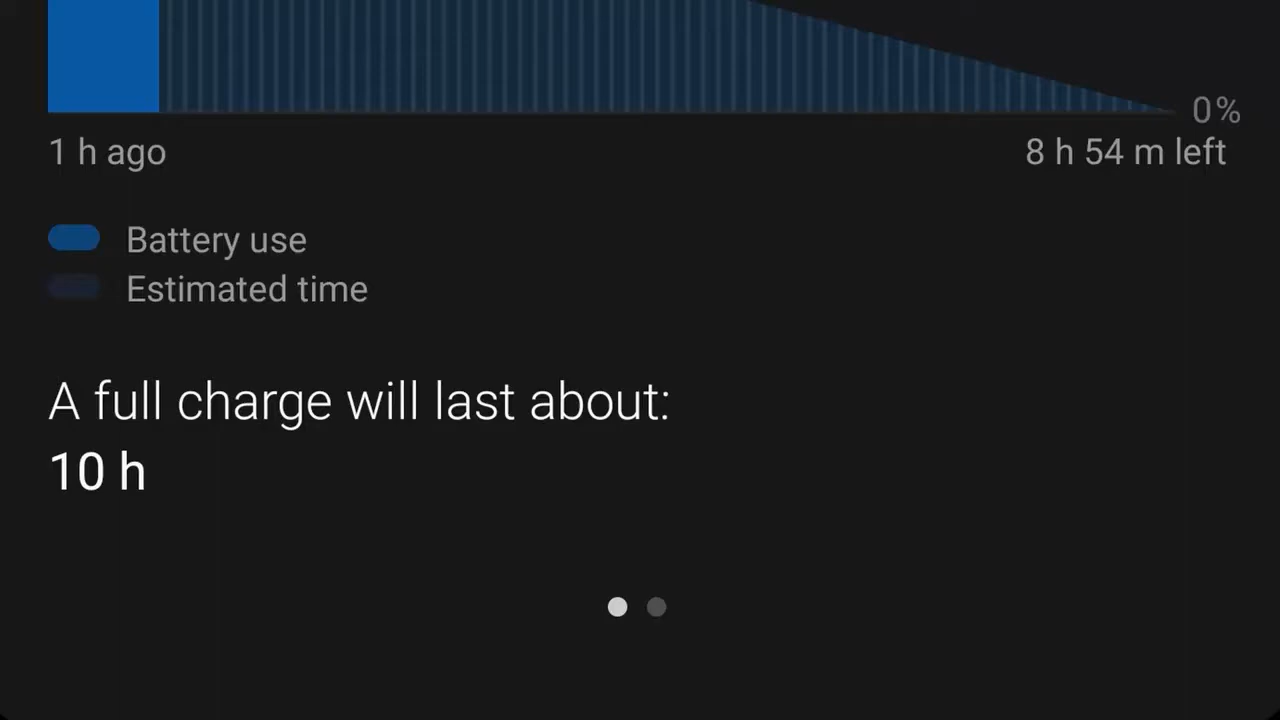 0%
1 h ago
8 h 54 m left
Battery use
Estimated time
A full charge will last about:
10 h